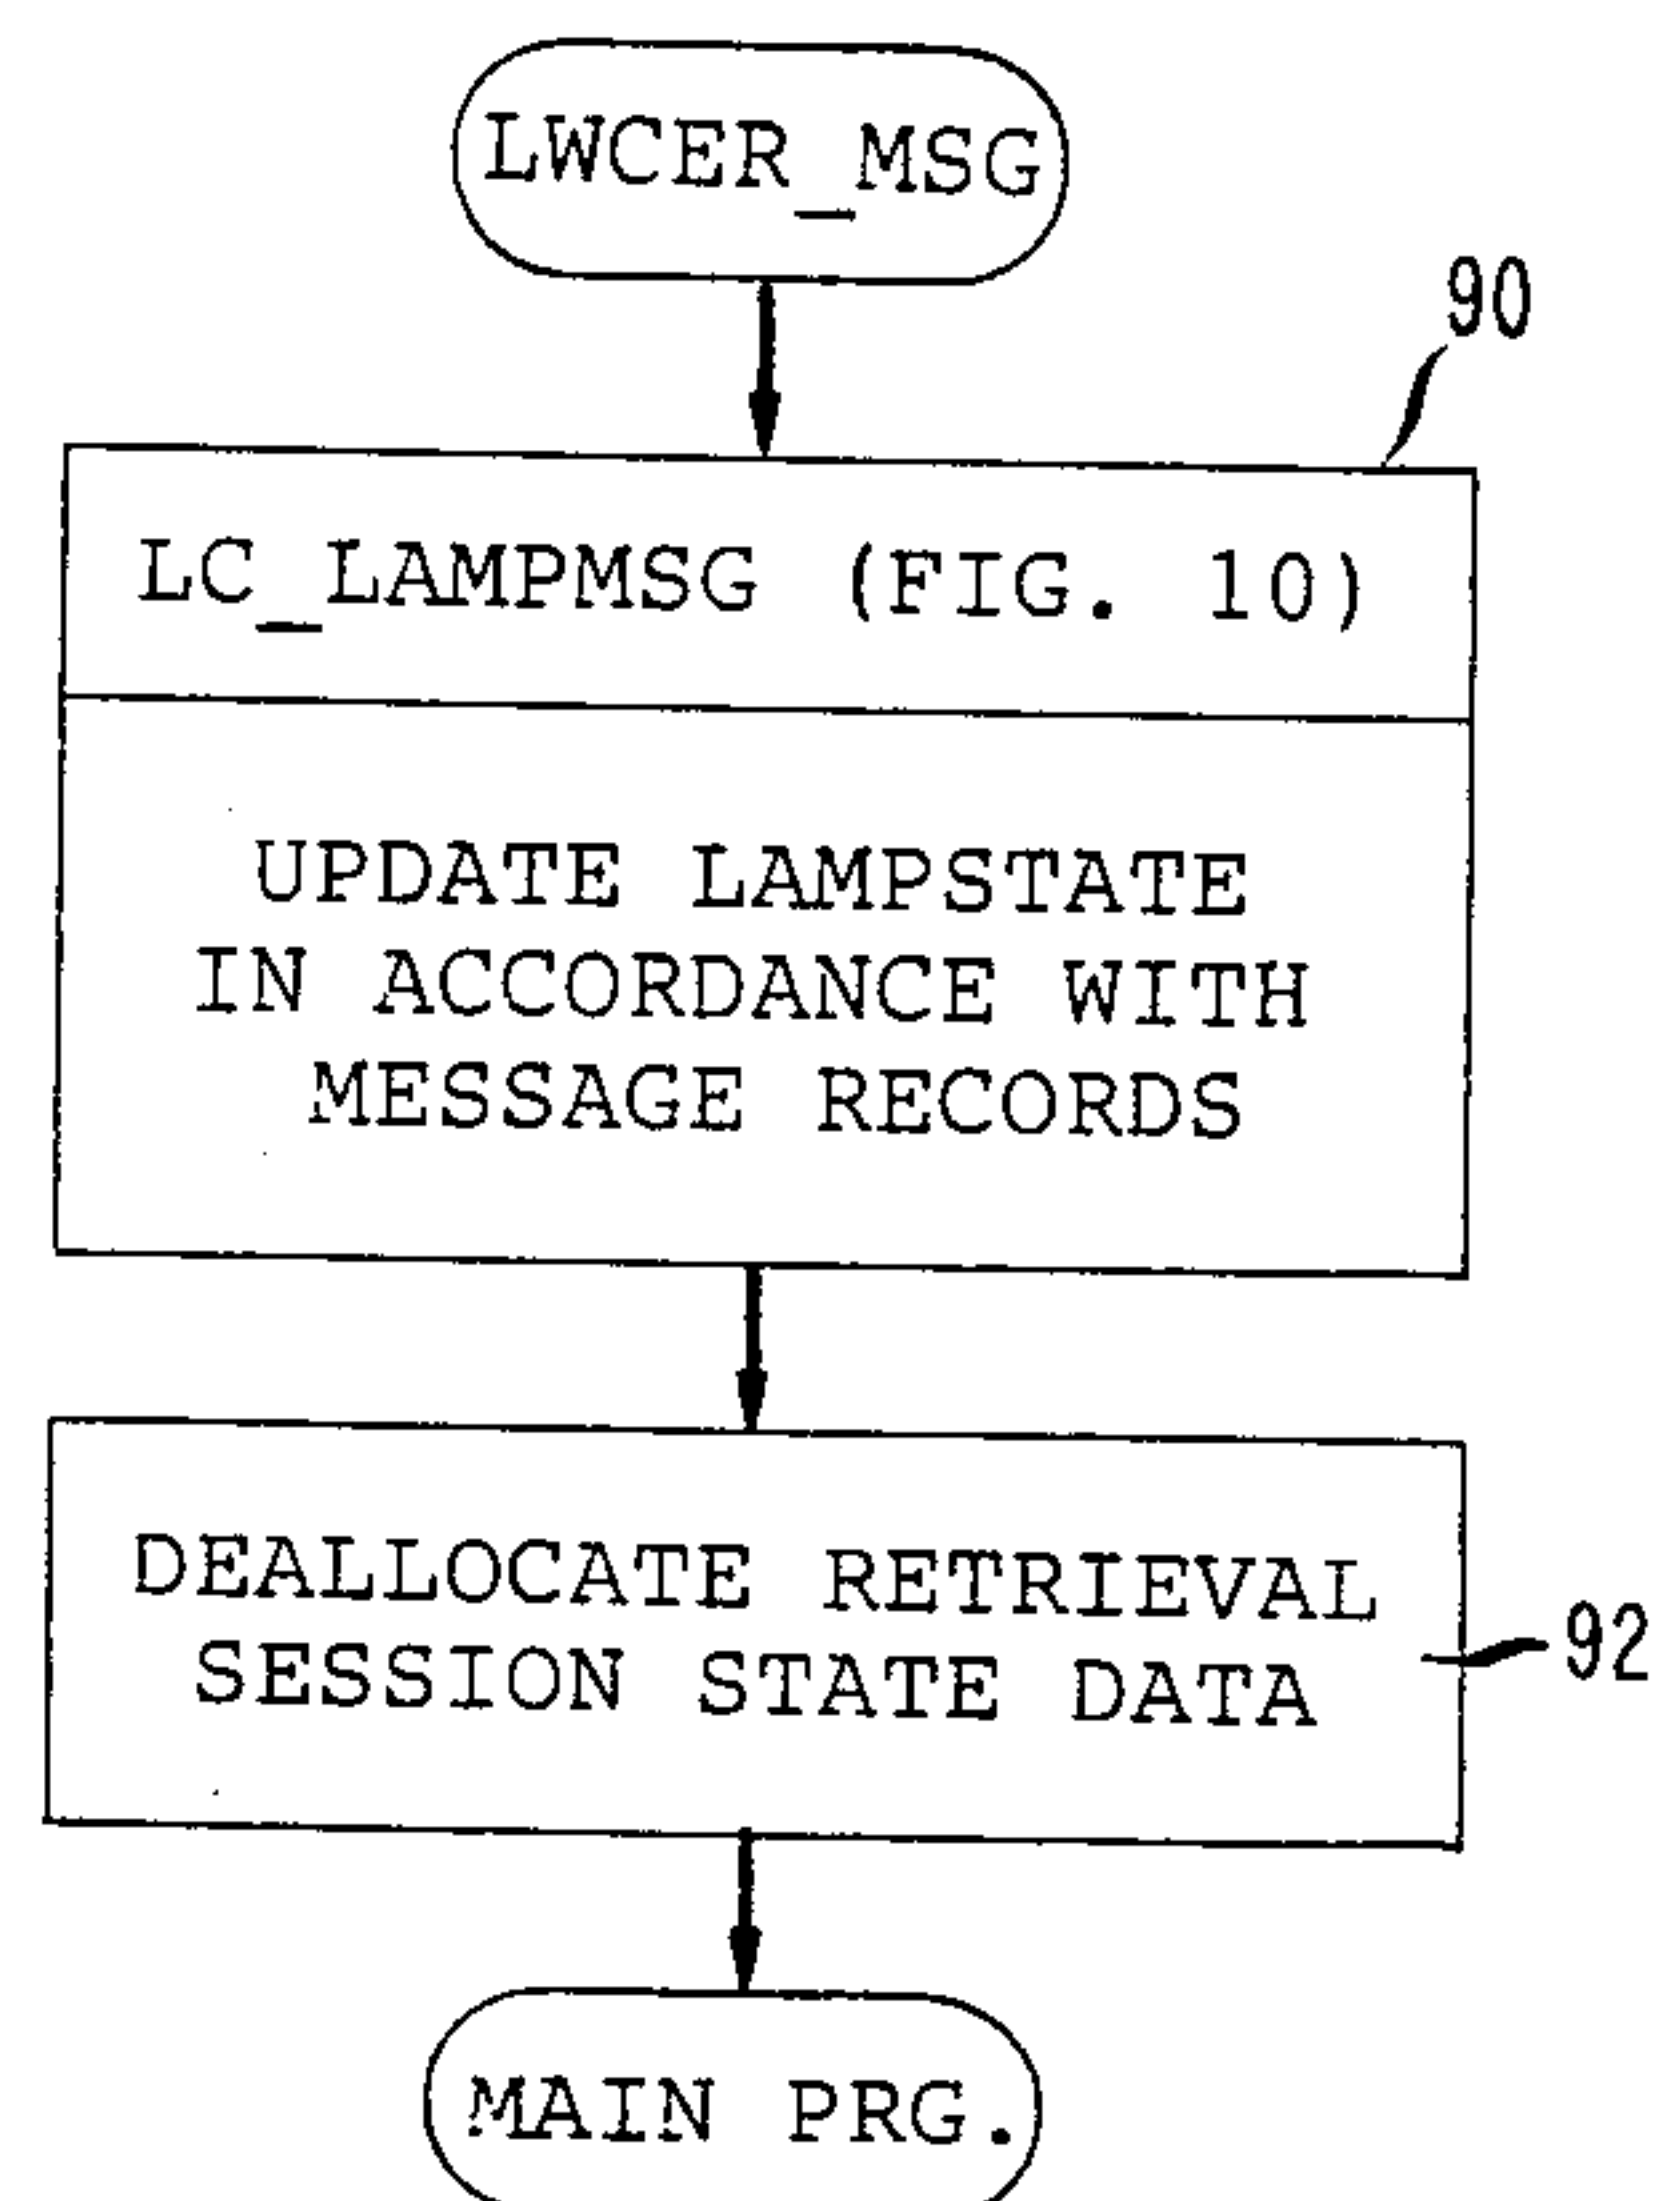 LWCER_MSG
90
LC_LAMPMSG (FIG. 10)
UPDATE LAMPSTATE
IN ACCORDANCE WITH
MESSAGE RECORDS
DEALLOCATE RETRIEVAL
SESSION STATE DATA
92
MAIN PRG.